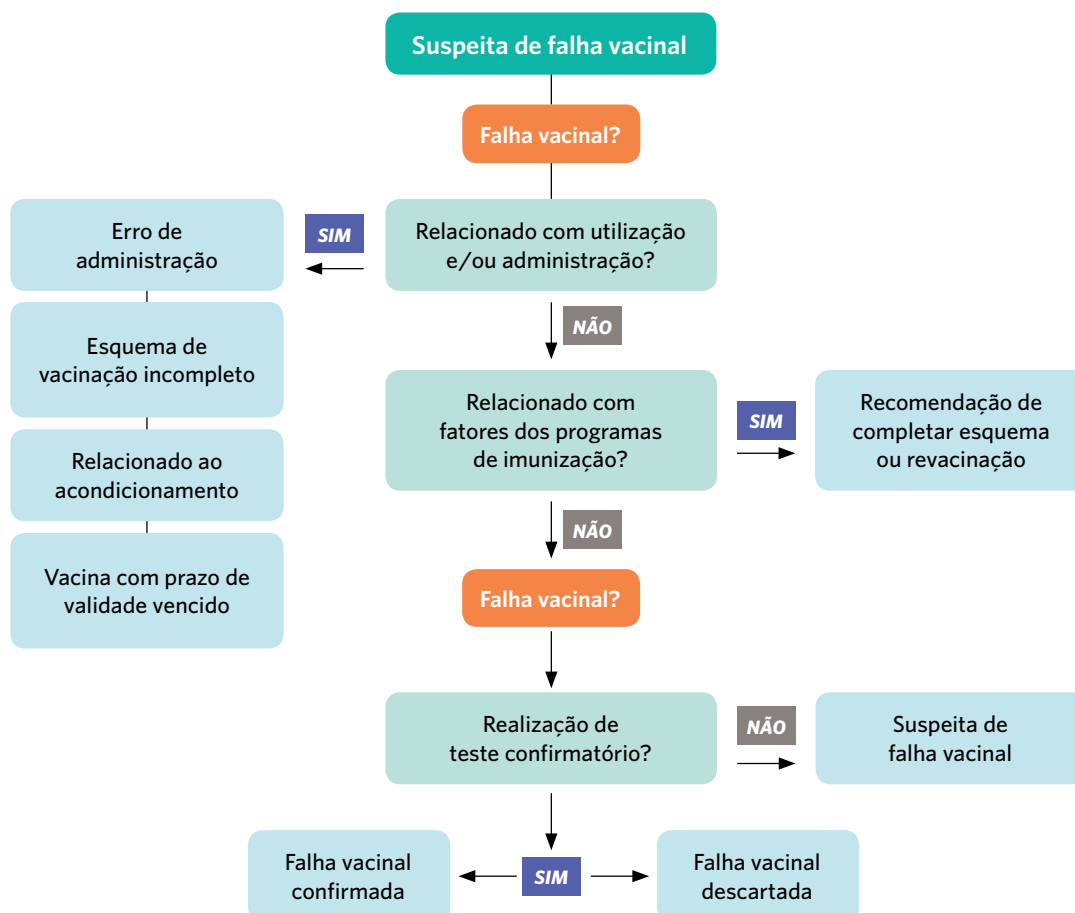 Suspeita de falha vacinal
Falha vacinal?
Relacionado com utilização
e/ou administração?
SIM
Erro de
administração
Esquema de
vacinação incompleto
Relacionado ao
acondicionamento
Vacina com prazo de
validade vencido
NÃO
Relacionado com
fatores dos programas
de imunização?
SIM
Recomendação de
completar esquema
ou revacinação
NÃO
Falha vacinal?
Realização de
teste confirmatório?
NÃO
Suspeita de
falha vacinal
SIM
Falha vacinal
confirmada
Falha vacinal
descartada